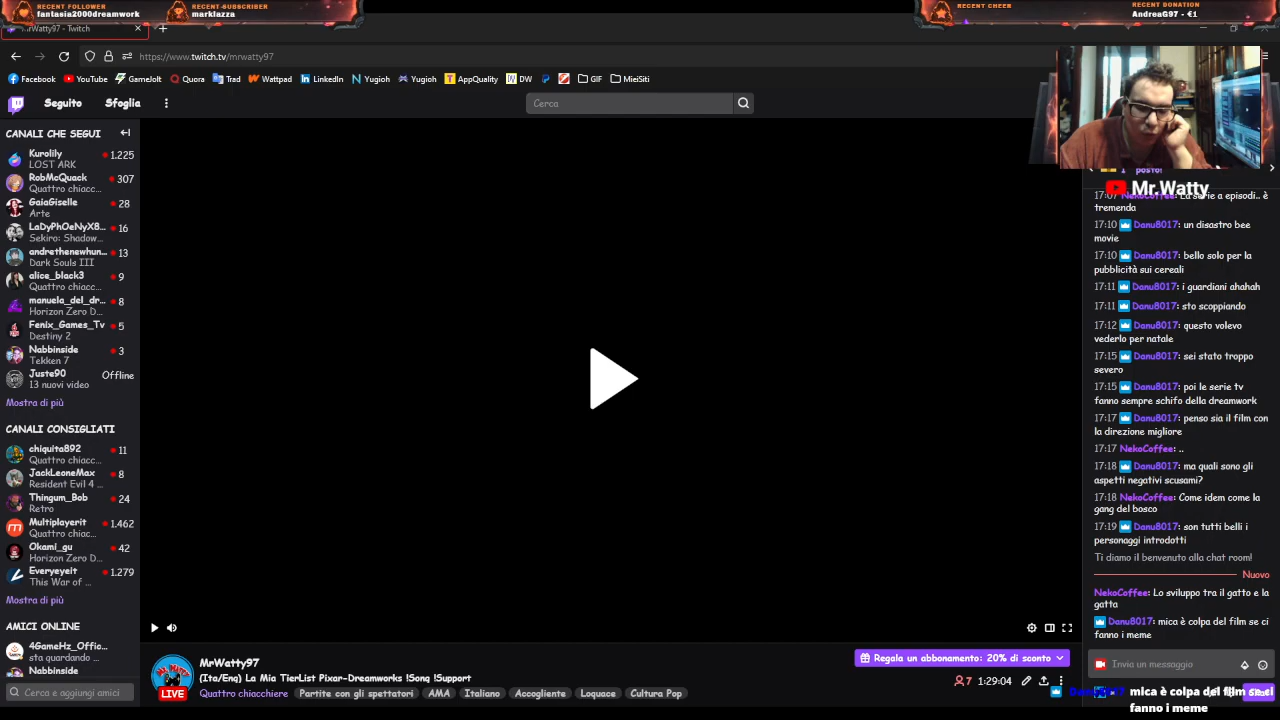 RECENT FOLLOWER
fantasia2000dreamwork
RECENT SUBSCRIBER
markfazza
RECENT CHEER
RECENT DONATION
AndreaG97 - €1
MrWatty97 - Twitch
https://www.twitch.tv/mrwatty97
Facebook
YouTube
GameJolt
Quora
Trad
Wattpad
LinkedIn
Yugioh
Yugioh
AppQuality
DW
GIF
MieiSiti
Seguito
Sfoglia
Cerca
CANALI CHE SEGUI
Kurolily
1.225
LOST ARK
RobMcQuack
307
Quattro chiacc...
GaiaGiselle
28
Arte
LaDyPhOeNyX8...
16
Sekiro: Shadow...
andrethenewhun...
13
Dark Souls III
alice_black3
9
Quattro chiacc...
manuela_del_dr...
8
Horizon Zero D...
Fenix_Games_Tv
5
Destiny 2
Nabbinside
3
Tekken 7
Juste90
Offline
13 nuovi video
Mostra di più
CANALI CONSIGLIATI
chiquita892
11
Quattro chiacc...
JackLeoneMax
8
Resident Evil 4 ...
Thingum_Bob
24
Retro
Multiplayerit
1.462
Quattro chiac...
Okami_gu
42
Horizon Zero D...
Everyeyeit
1.279
This War of ...
Mostra di più
AMICI ONLINE
4GameHz_Offic...
sta guardando ...
Nabbinside
Cerca e aggiungi amici
MrWatty97
(Ita/Eng) La Mia TierList Pixar-Dreamworks !Song !Support
LIVE
Quattro chiacchiere
Partite con gli spettatori
AMA
Italiano
Accogliente
Loquace
Cultura Pop
Regala un abbonamento: 20% di sconto
7
1:29:04
1
posto!
Mr.Watty
17:07 NekoCoffee: La serie a episodi.. è
tremenda
17:10 Danu8017: un disastro bee
movie
17:10 Danu8017: bello solo per la
pubblicità sui cereali
17:11 Danu8017: i guardiani ahahah
17:11 Danu8017: sto scoppiando
17:12 Danu8017: questo volevo
vederlo per natale
17:15 Danu8017: sei stato troppo
severo
17:15 Danu8017: poi le serie tv
fanno sempre schifo della dreamwork
17:17 Danu8017: penso sia il film con
la direzione migliore
17:17 NekoCoffee: ..
17:18 Danu8017: ma quali sono gli
aspetti negativi scusami?
17:18 NekoCoffee: Come idem come la
gang del bosco
17:19 Danu8017: son tutti belli i
personaggi introdotti
Ti diamo il benvenuto alla chat room!
Nuovo
NekoCoffee: Lo sviluppo tra il gatto e la
gatta
Danu8017: mica è colpa del film se ci
fanno i meme
Invia un messaggio
Danu8017: mica è colpa del film se ci
fanno i meme